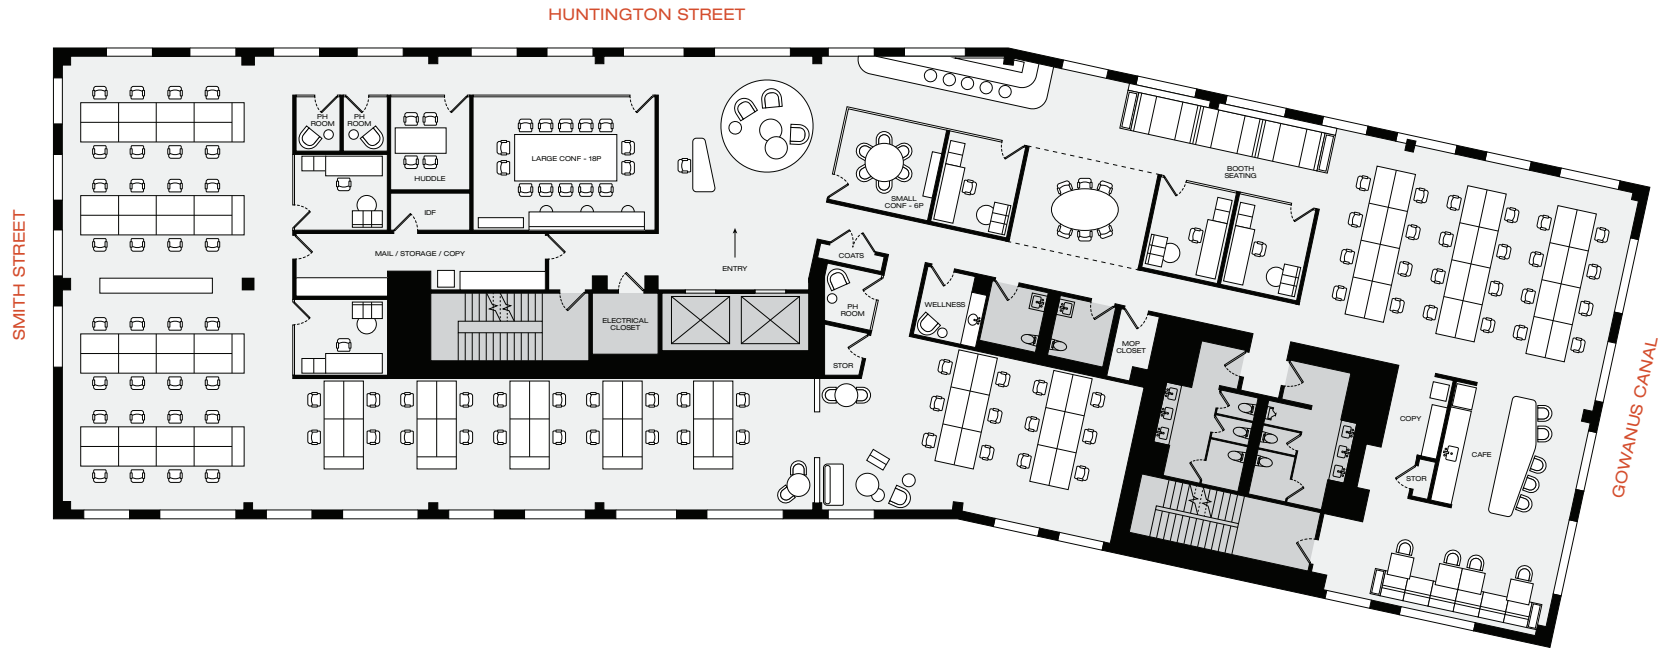 HUNTINGTON STREET
SMITH STREET
GOWANUS CANAL
PH
ROOM
PH
ROOM
HUDDLE
LARGE CONF - 18P
IDF
MAIL / STORAGE / COPY
ENTRY
ELECTRICAL
CLOSET
COATS
PH
ROOM
STOR
SMALL
CONF - 6P
BOOTH
SEATING
WELLNESS
MOP
CLOSET
COPY
STOR
CAFE